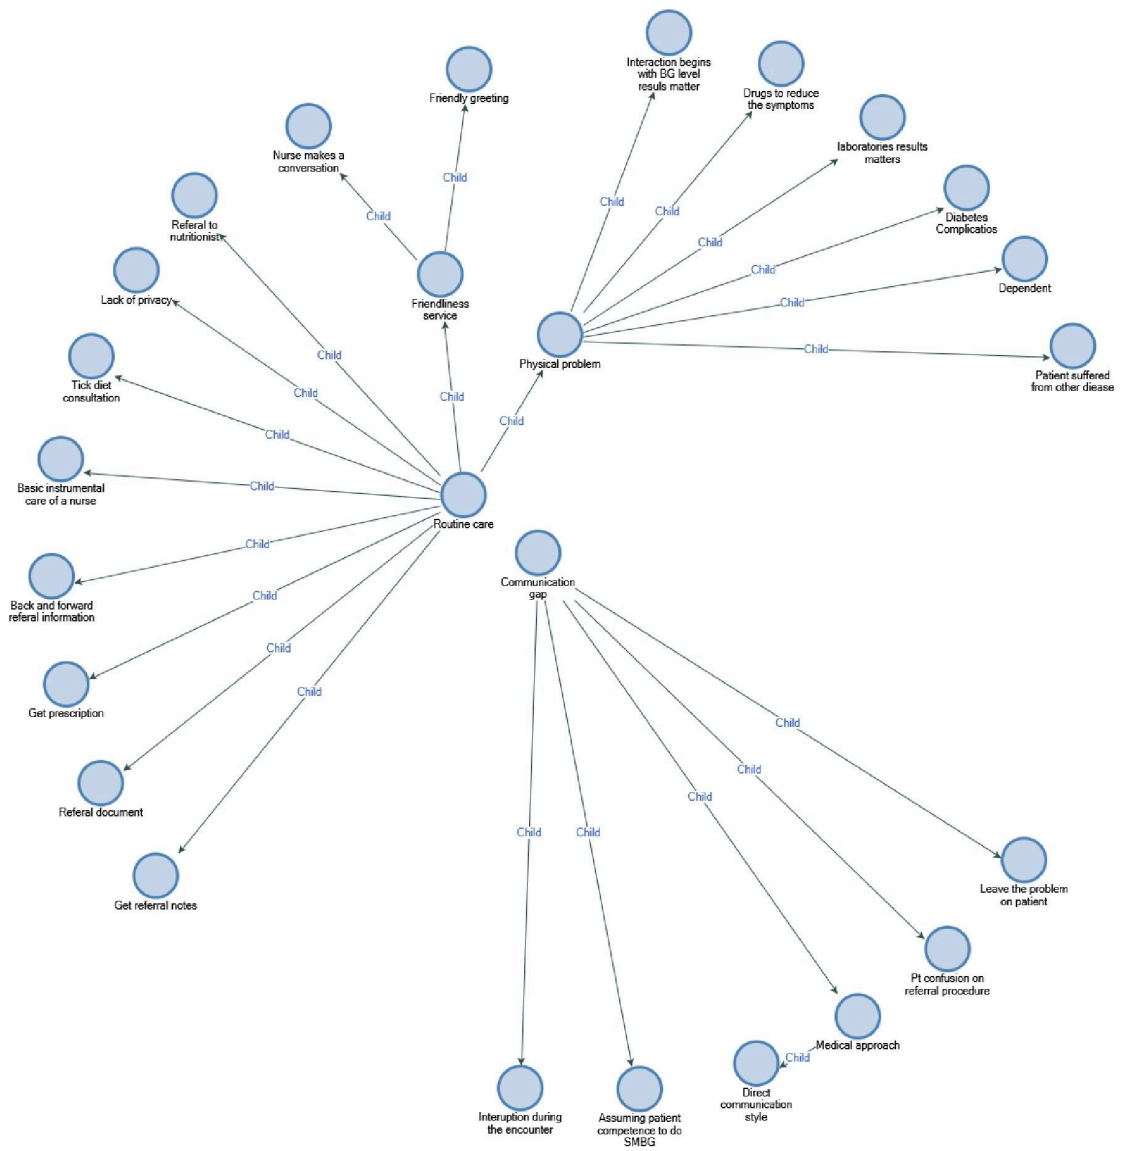 Interaction begins
with BG level
resuls matter
Friendly greeting
Drugs to reduce
the symptoms
laboratories results
matters
Nurse makes a
conversation
Child
Child
Child
Child
Referal to
nutritionist
Diabetes
Complicatios
Child
Child
Child
Dependent
Lack of privacy
Friendliness
service
Child
Child
Physical problem
Patient suffered
from other diease
Child
Tick diet
consultation
Child
Child
Child
Child
Basic instrumental
care of a nurse
Child
Routine care
Child
Communication
gap
Back and forward
referal information
Child
Child
Get prescription
Child
Child
Child
Child
Referal document
Child
Child
Leave the problem
on patient
Get referral notes
Pt confusion on
referral procedure
Medical approach
Child
Direct
communication
style
Interuption during
the encounter
Assuming patient
competence to do
SMBG